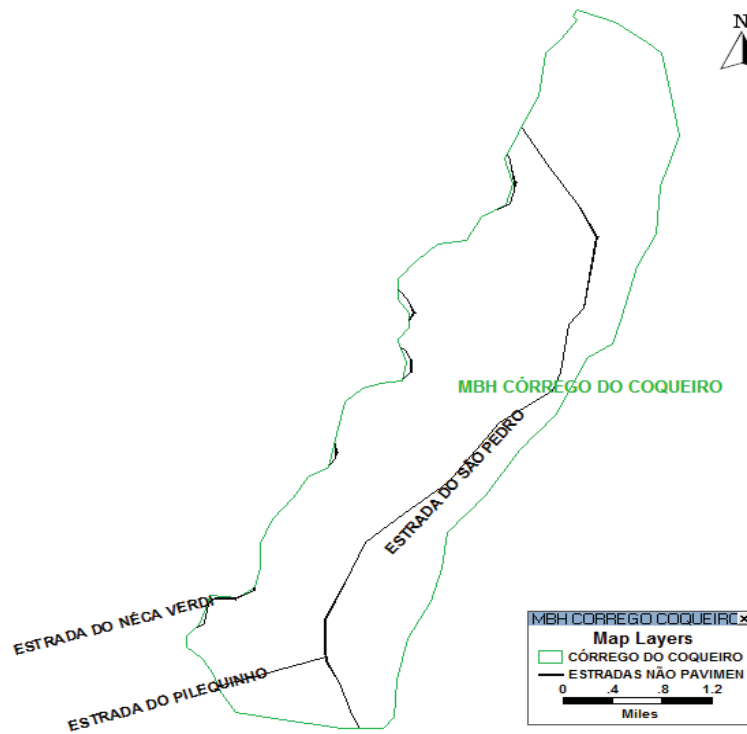 N
MBH CÓRREGO DO COQUEIRO
ESTRADA DO SÃO PEDRO
ESTRADA DO NÉCA VERDI
ESTRADA DO PILEQUINHO
MBH CORREGO COQUEIRO
Map Layers
CÓRREGO DO COQUEIRO
ESTRADAS NÃO PAVIMEN
0 .4 .8 1.2
Miles